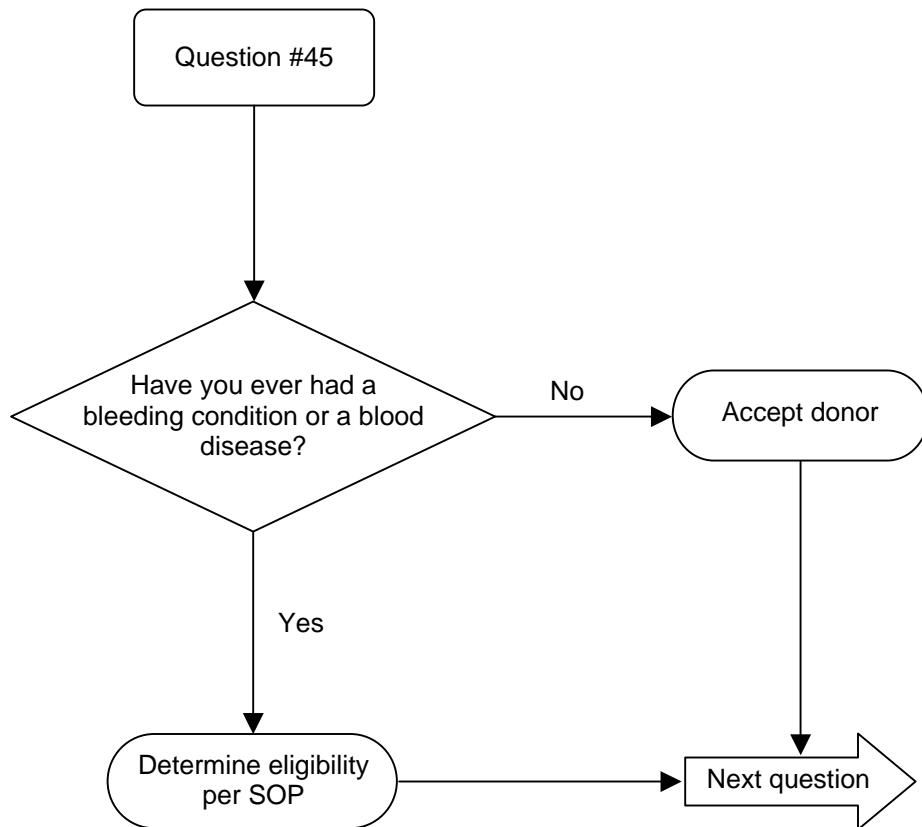 Question #45
Have you ever had a
bleeding condition or a blood
disease?
No
Accept donor
Yes
Determine eligibility
per SOP
Next question